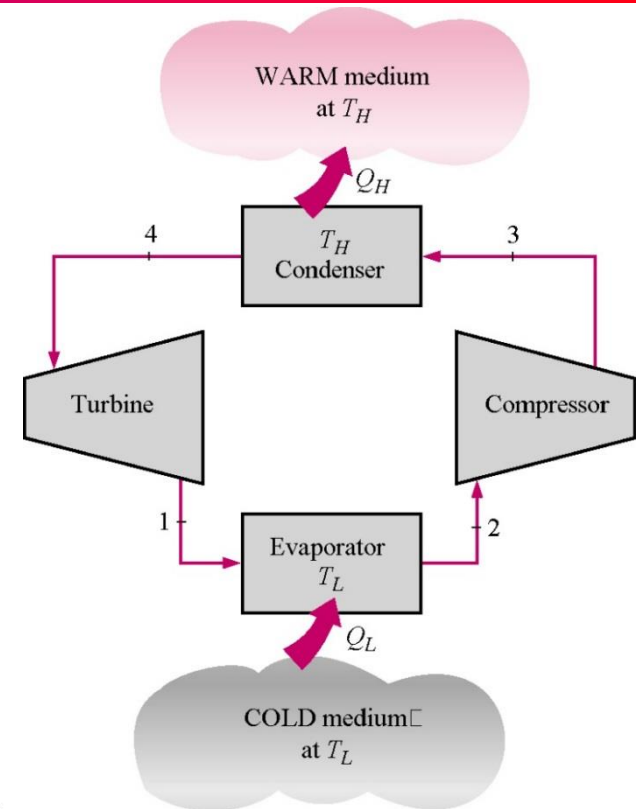 WARM medium
at T_H
Q_H
4
3
T_H
Condenser
Turbine
Compressor
1
2
Evaporator
T_L
Q_L
COLD medium□
at T_L